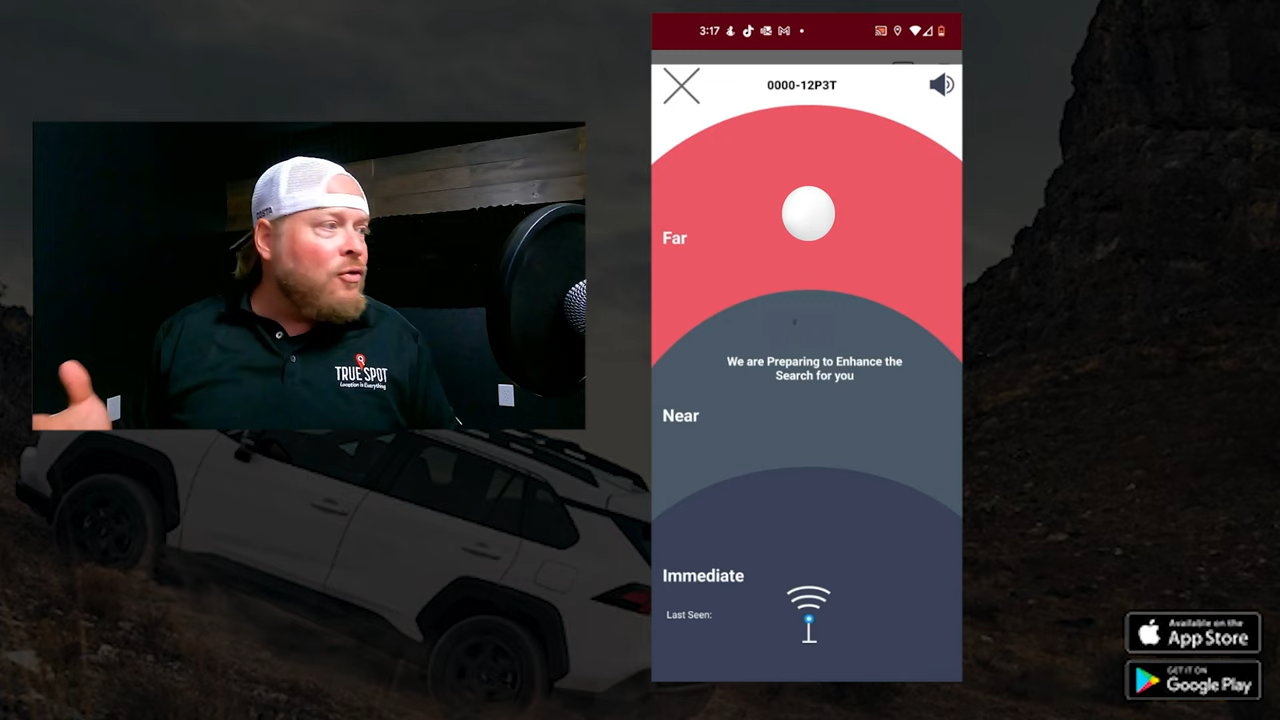 3:17
0000-12P3T
COSTA
TRUE SPOT
Location is Everything
Far
We are Preparing to Enhance the
Search for you
Near
Immediate
Last Seen:
Available on the
App Store
GET IT ON
Google Play